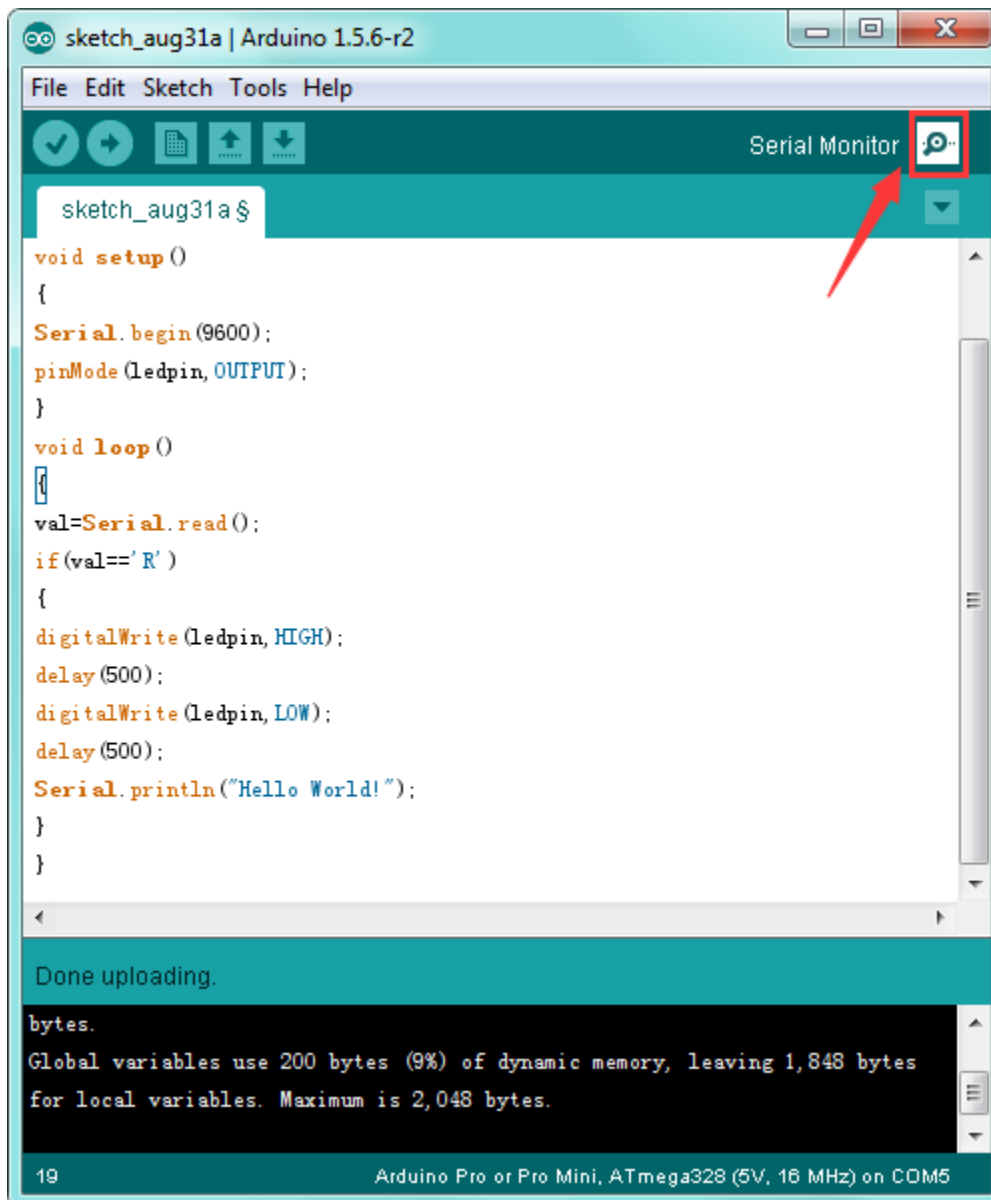 sketch_aug31a | Arduino 1.5.6-r2
File Edit Sketch Tools Help
Serial Monitor
sketch_aug31a §
void setup()
{
Serial.begin(9600);
pinMode(ledpin,OUTPUT);
}
void loop()
{
val=Serial.read();
if(val=='R')
{
digitalWrite(ledpin,HIGH);
delay(500);
digitalWrite(ledpin,LOW);
delay(500);
Serial.println("Hello World!");
}
}
Done uploading.
bytes.
Global variables use 200 bytes (9%) of dynamic memory, leaving 1,848 bytes
for local variables. Maximum is 2,048 bytes.
19 Arduino Pro or Pro Mini, ATmega328 (5V, 16 MHz) on COM5